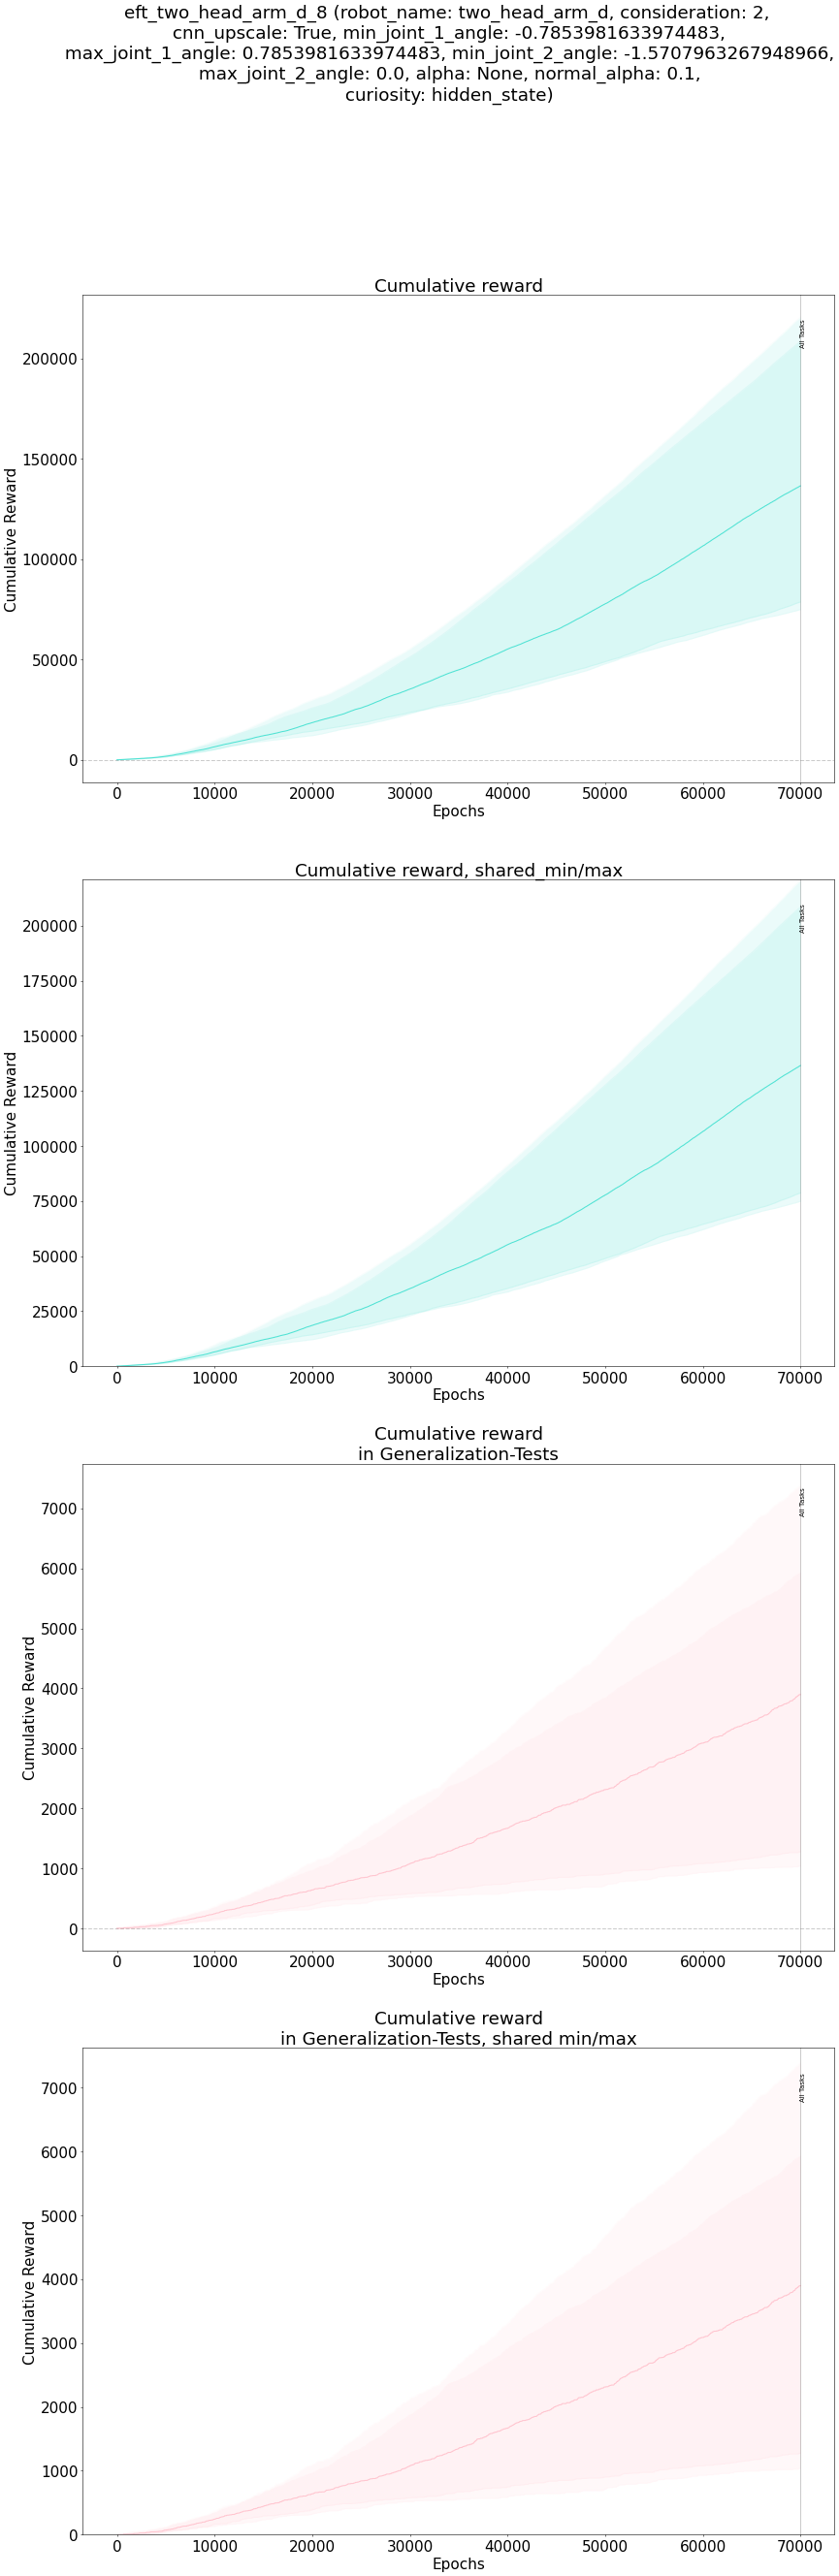 eft_two_head_arm_d_8 (robot_name: two_head_arm_d, consideration: 2,
cnn_upscale: True, min_joint_1_angle: -0.7853981633974483,
max_joint_1_angle: 0.7853981633974483, min_joint_2_angle: -1.5707963267948966,
max_joint_2_angle: 0.0, alpha: None, normal_alpha: 0.1,
curiosity: hidden_state)
Cumulative reward
All Tasks
200000
150000
100000
50000
0
Cumulative Reward
0 10000 20000 30000 40000 50000 60000 70000
Epochs
Cumulative reward, shared_min/max
All Tasks
200000
175000
150000
125000
100000
75000
50000
25000
0
Cumulative Reward
0 10000 20000 30000 40000 50000 60000 70000
Epochs
Cumulative reward
in Generalization-Tests
All Tasks
7000
6000
5000
4000
3000
2000
1000
0
Cumulative Reward
0 10000 20000 30000 40000 50000 60000 70000
Epochs
Cumulative reward
in Generalization-Tests, shared min/max
All Tasks
7000
6000
5000
4000
3000
2000
1000
0
Cumulative Reward
0 10000 20000 30000 40000 50000 60000 70000
Epochs